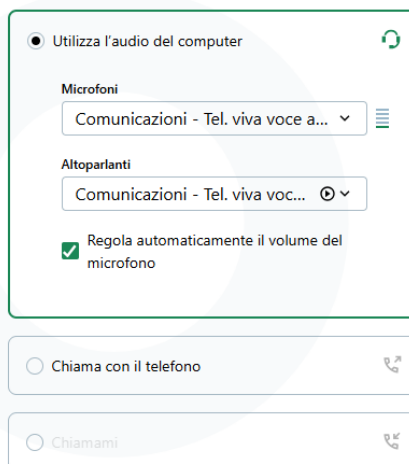 Utilizza l'audio del computer
Microfoni
Comunicazioni - Tel. viva voce a...
Altoparlanti
Comunicazioni - Tel. viva voc...
Regola automaticamente il volume del
microfono
Chiama con il telefono
Chiamami